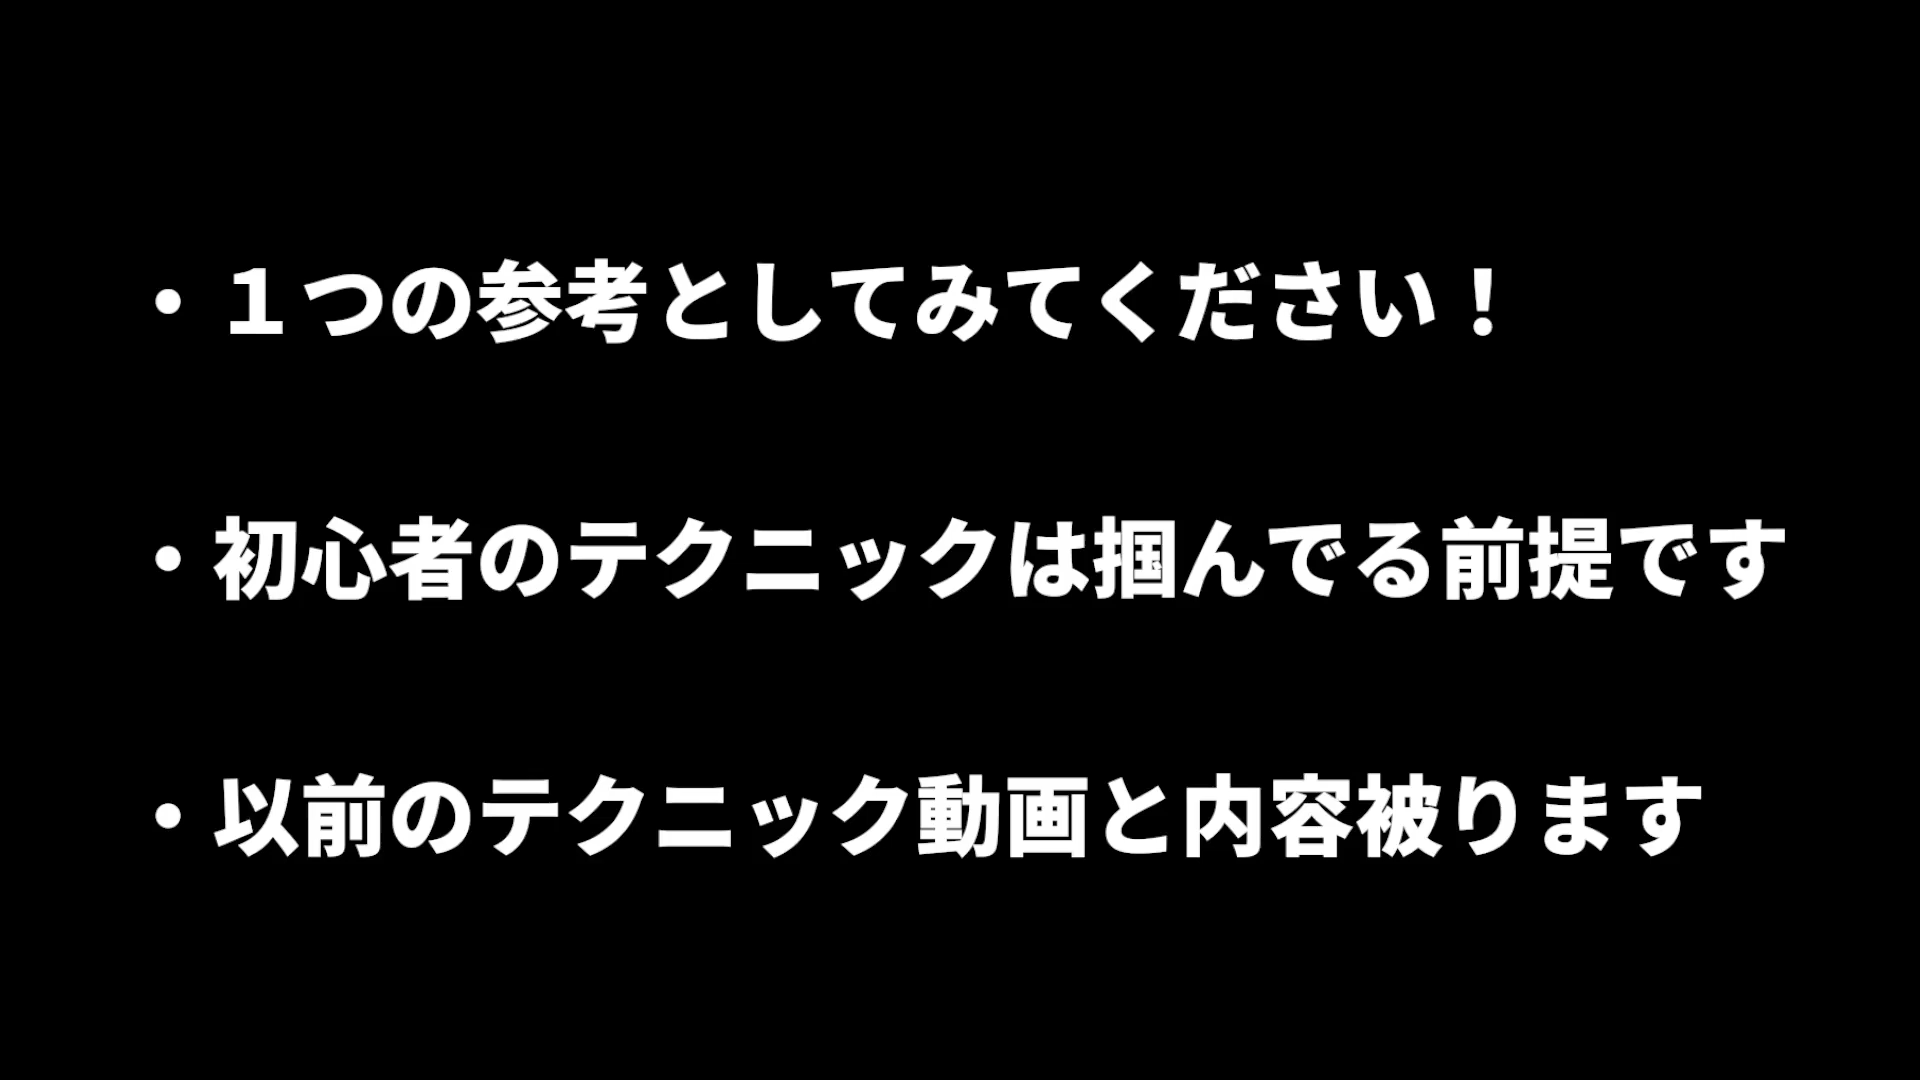 ・１つの参考としてみてください！
・初心者のテクニックは掴んでる前提です
・以前のテクニック動画と内容被ります